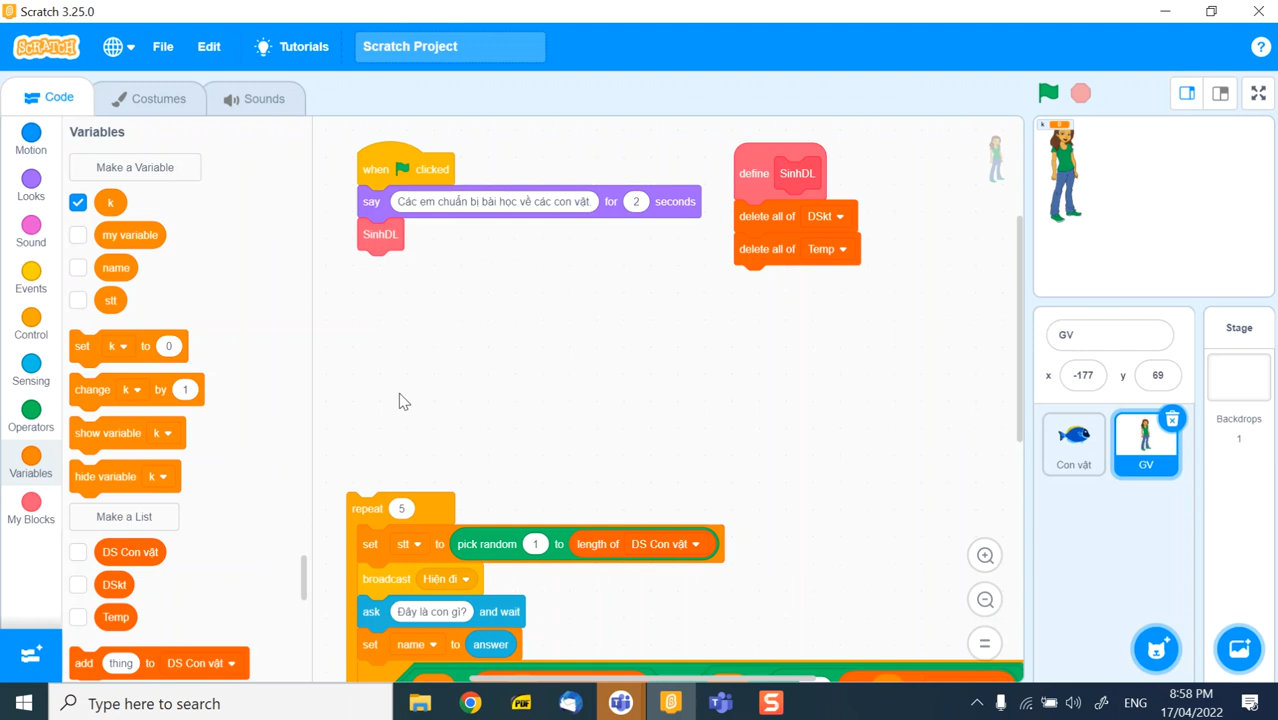 Scratch 3.25.0
SCRATCH
File
Edit
Tutorials
Scratch Project
?
Code
Costumes
Sounds
Motion
Looks
Sound
Events
Control
Sensing
Operators
Variables
My Blocks
Variables
Make a Variable
k
my variable
name
stt
set k to 0
change k by 1
show variable k
hide variable k
Make a List
DS Con vật
DSkt
Temp
add thing to DS Con vật
when clicked
say Các em chuẩn bị bài học về các con vật. for 2 seconds
SinhDL
define SinhDL
delete all of DSkt
delete all of Temp
repeat 5
set stt to pick random 1 to length of DS Con vật
broadcast Hiện đi
ask Đây là con gì? and wait
set name to answer
k
GV
x -177 y 69
Con vật
GV
Stage
Backdrops
1
Type here to search
PDF
S
ENG
8:58 PM
17/04/2022